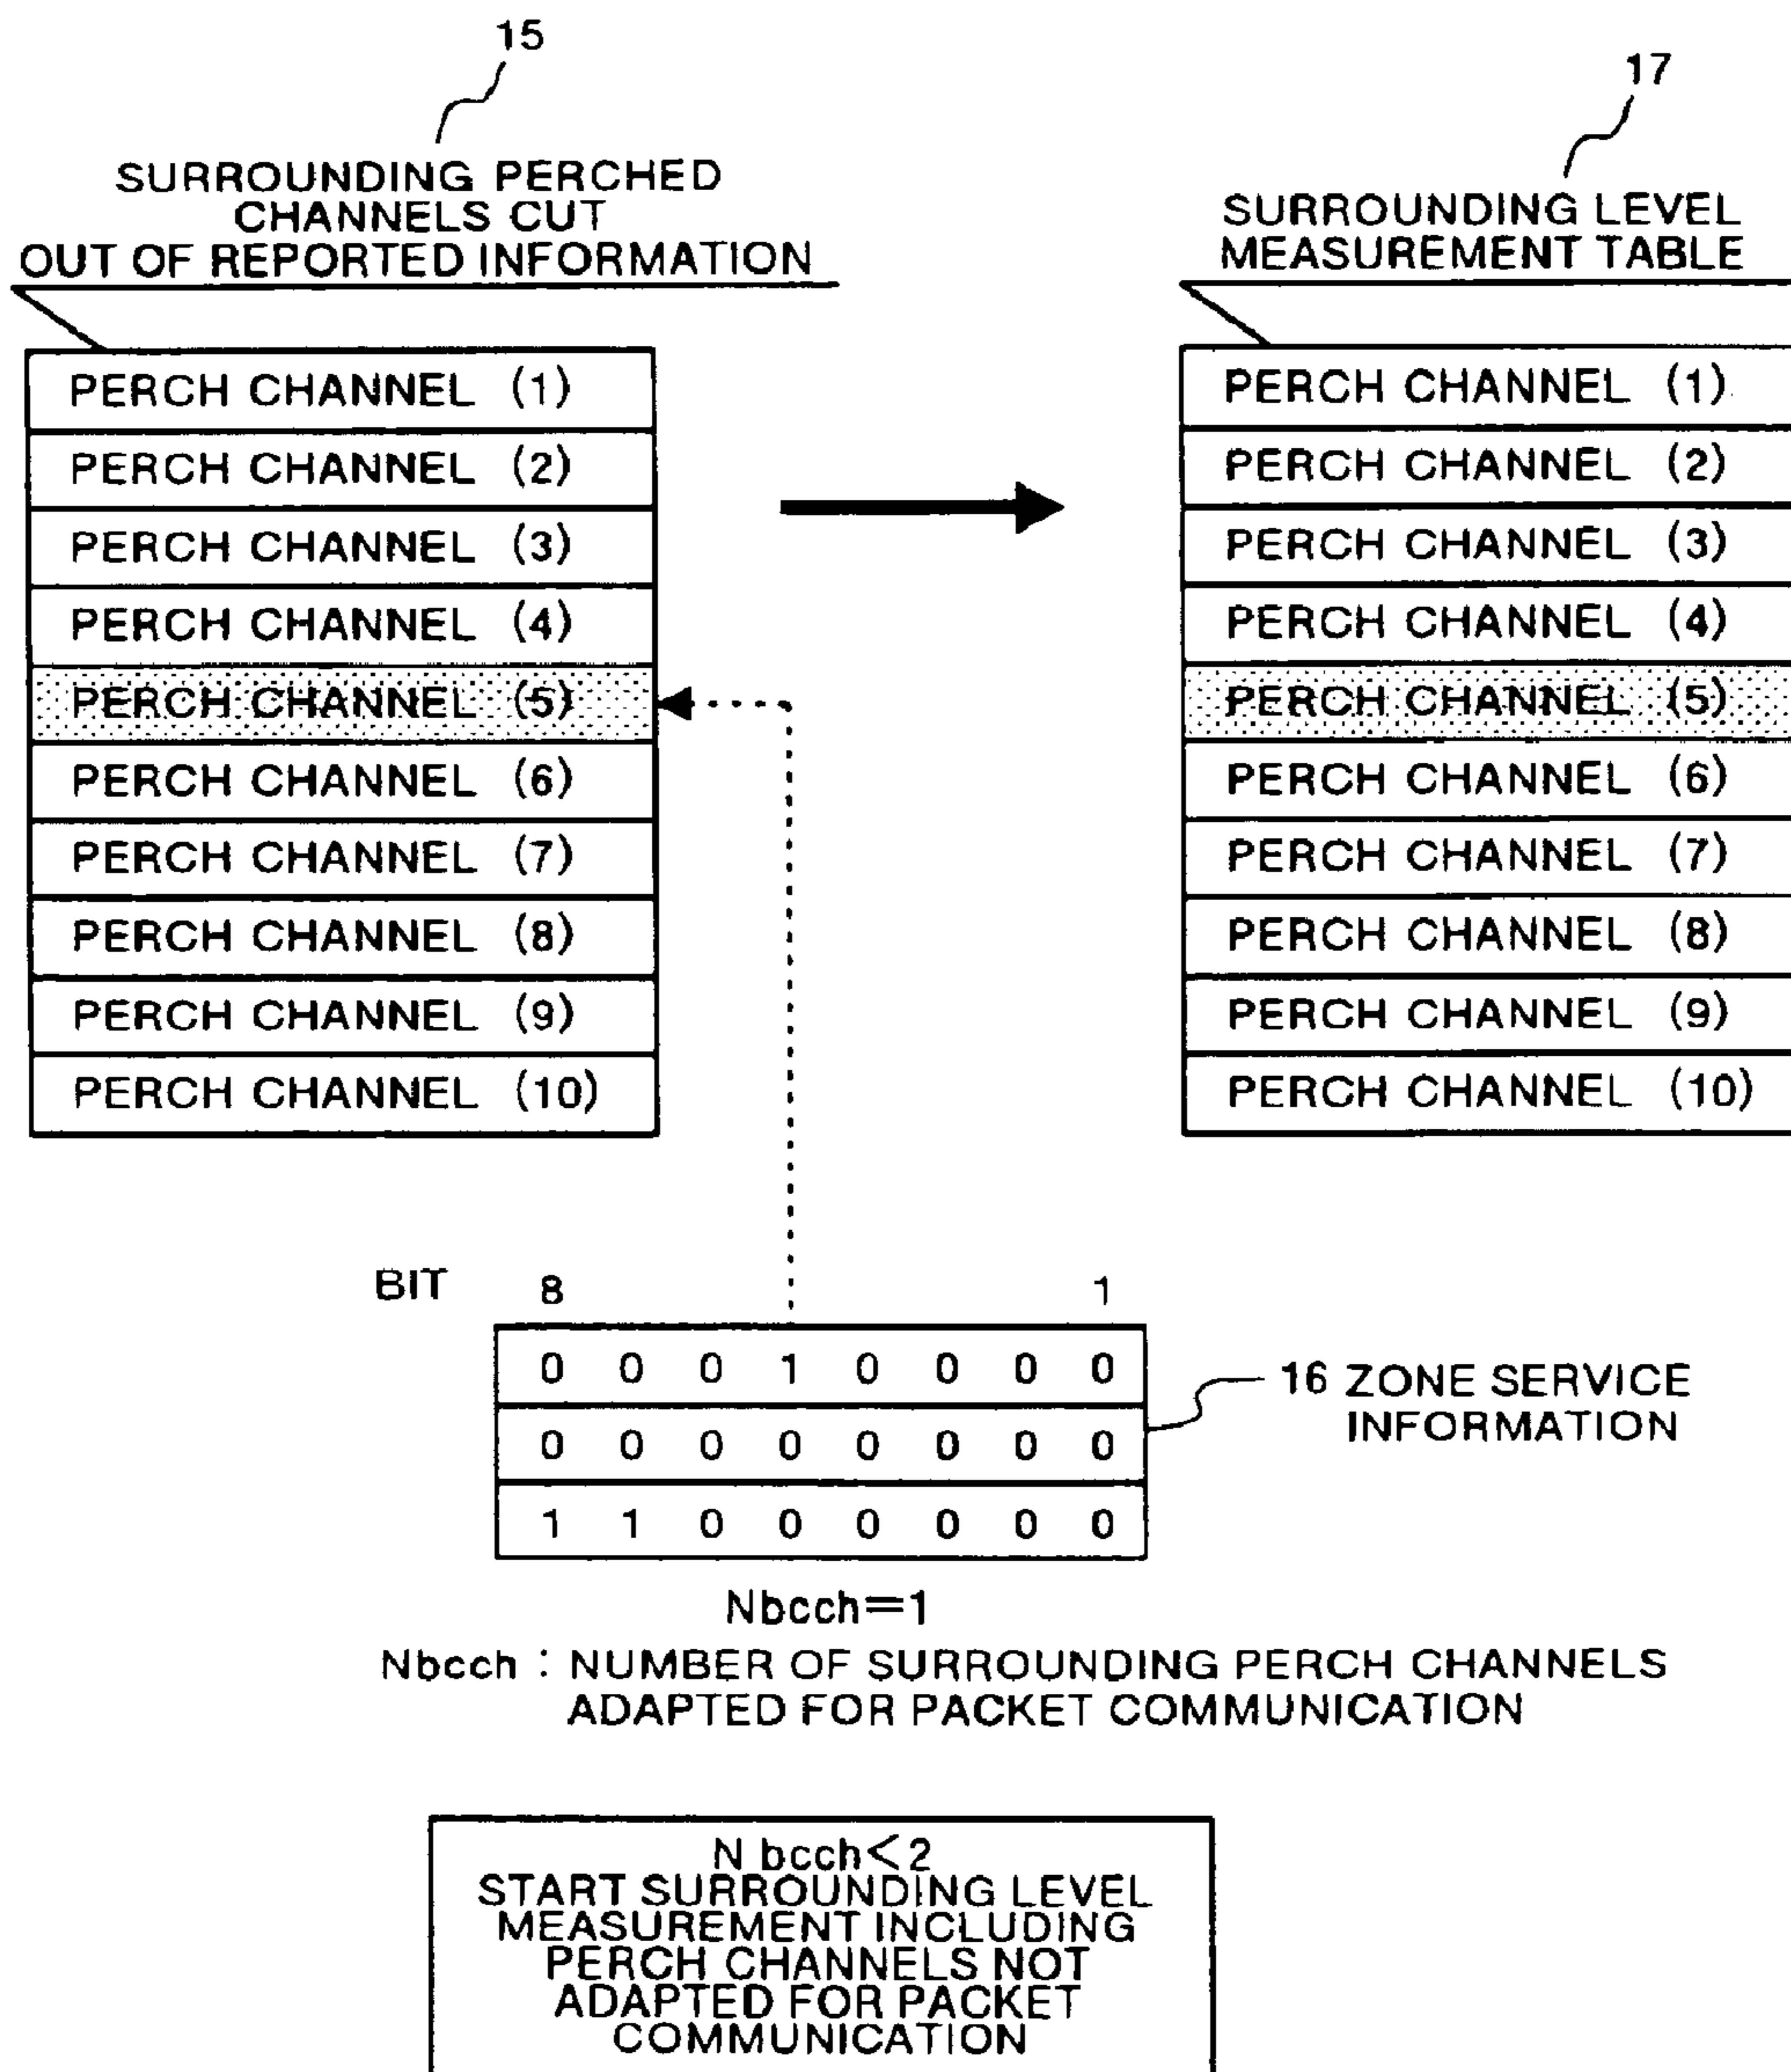 15
SURROUNDING PERCHED
CHANNELS CUT
OUT OF REPORTED INFORMATION
PERCH CHANNEL (1)
PERCH CHANNEL (2)
PERCH CHANNEL (3)
PERCH CHANNEL (4)
PERCH CHANNEL (5)
PERCH CHANNEL (6)
PERCH CHANNEL (7)
PERCH CHANNEL (8)
PERCH CHANNEL (9)
PERCH CHANNEL (10)
17
SURROUNDING LEVEL
MEASUREMENT TABLE
PERCH CHANNEL (1)
PERCH CHANNEL (2)
PERCH CHANNEL (3)
PERCH CHANNEL (4)
PERCH CHANNEL (5)
PERCH CHANNEL (6)
PERCH CHANNEL (7)
PERCH CHANNEL (8)
PERCH CHANNEL (9)
PERCH CHANNEL (10)
BIT 8 1
0 0 0 1 0 0 0 0
0 0 0 0 0 0 0 0
1 1 0 0 0 0 0 0
16 ZONE SERVICE
INFORMATION
Nbcch=1
Nbcch : NUMBER OF SURROUNDING PERCH CHANNELS
ADAPTED FOR PACKET COMMUNICATION
N bcch<2
START SURROUNDING LEVEL
MEASUREMENT INCLUDING
PERCH CHANNELS NOT
ADAPTED FOR PACKET
COMMUNICATION